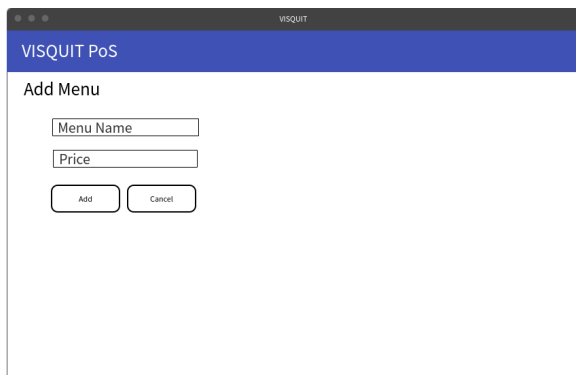 VISQUIT
VISQUIT PoS
Add Menu
Menu Name
Price
Add Cancel